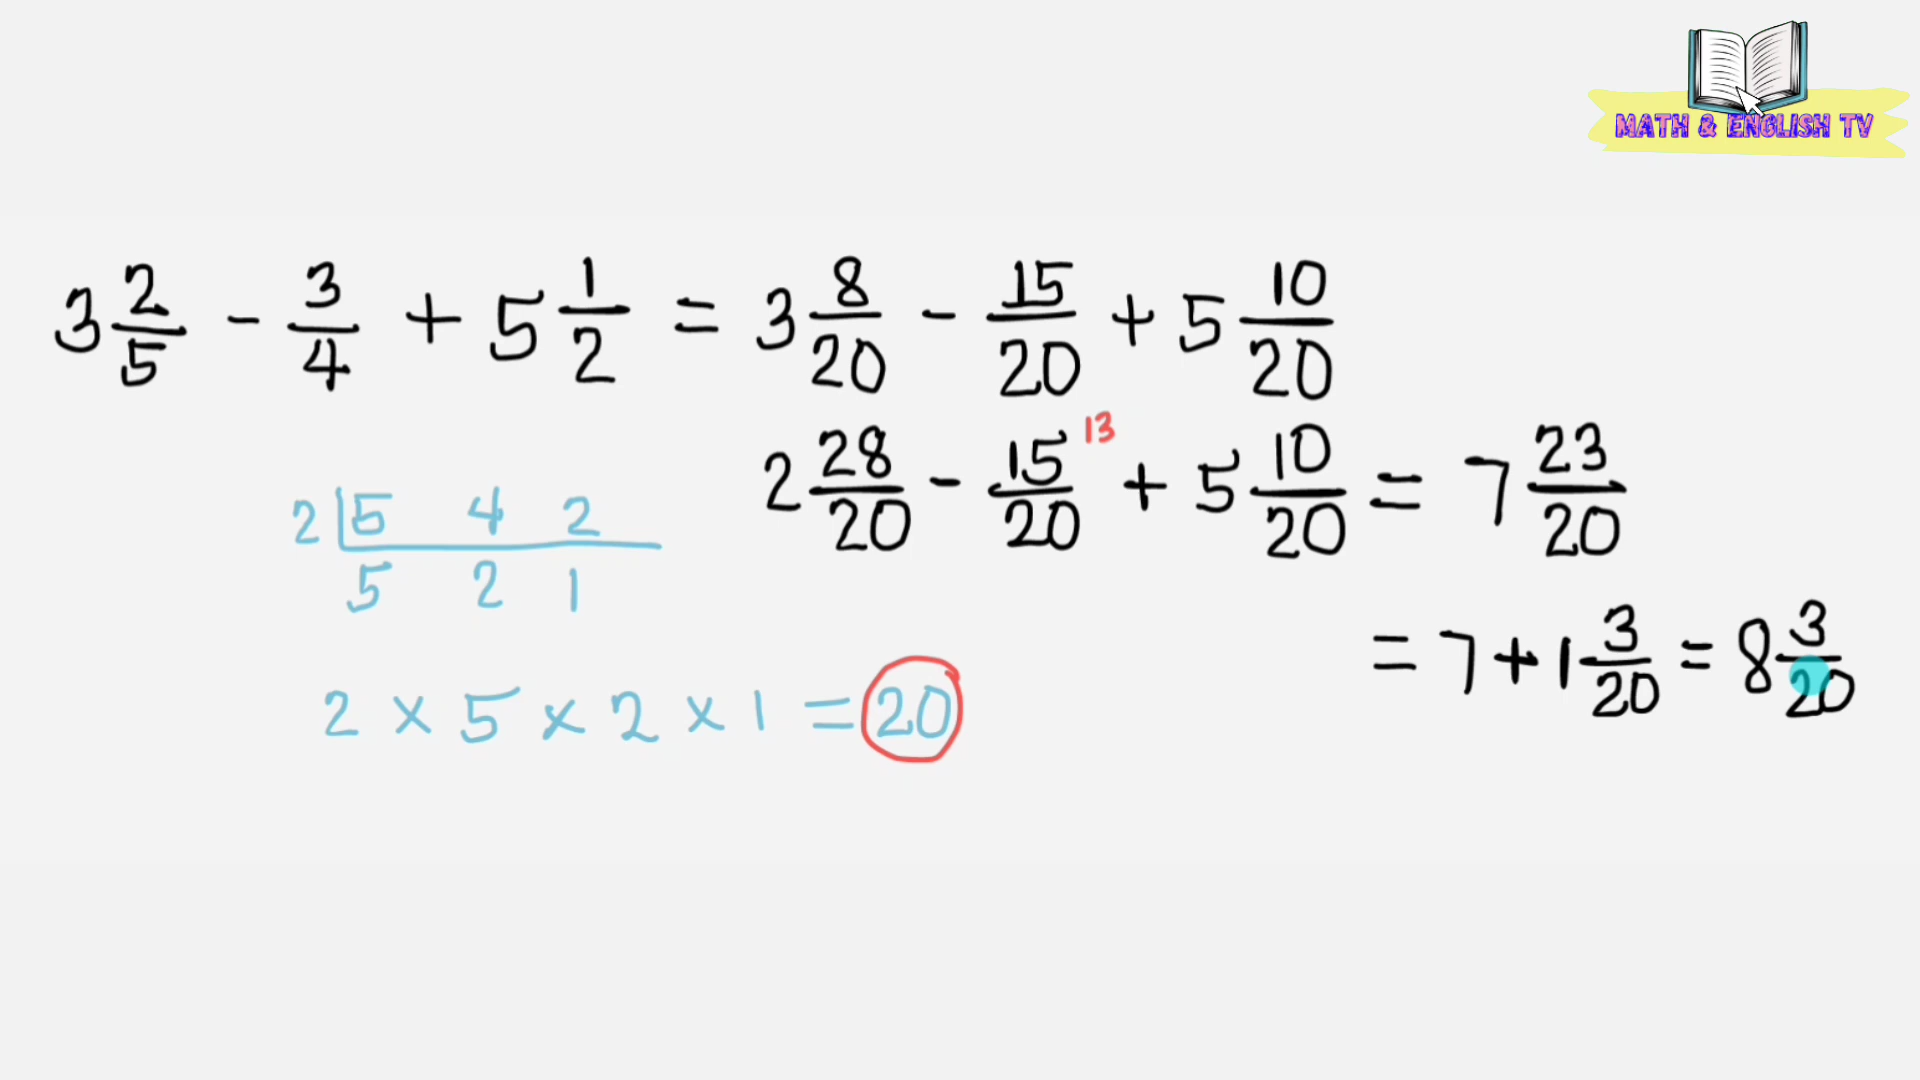 MATH & ENGLISH TV
3 2/5 - 3/4 + 5 1/2 = 3 8/20 - 15/20 + 5 10/20
13
2 28/20 - 15/20 + 5 10/20 = 7 23/20
2 5 4 2
5 2 1
= 7 + 1 3/20 = 8 3/20
2 × 5 × 2 × 1 = 20